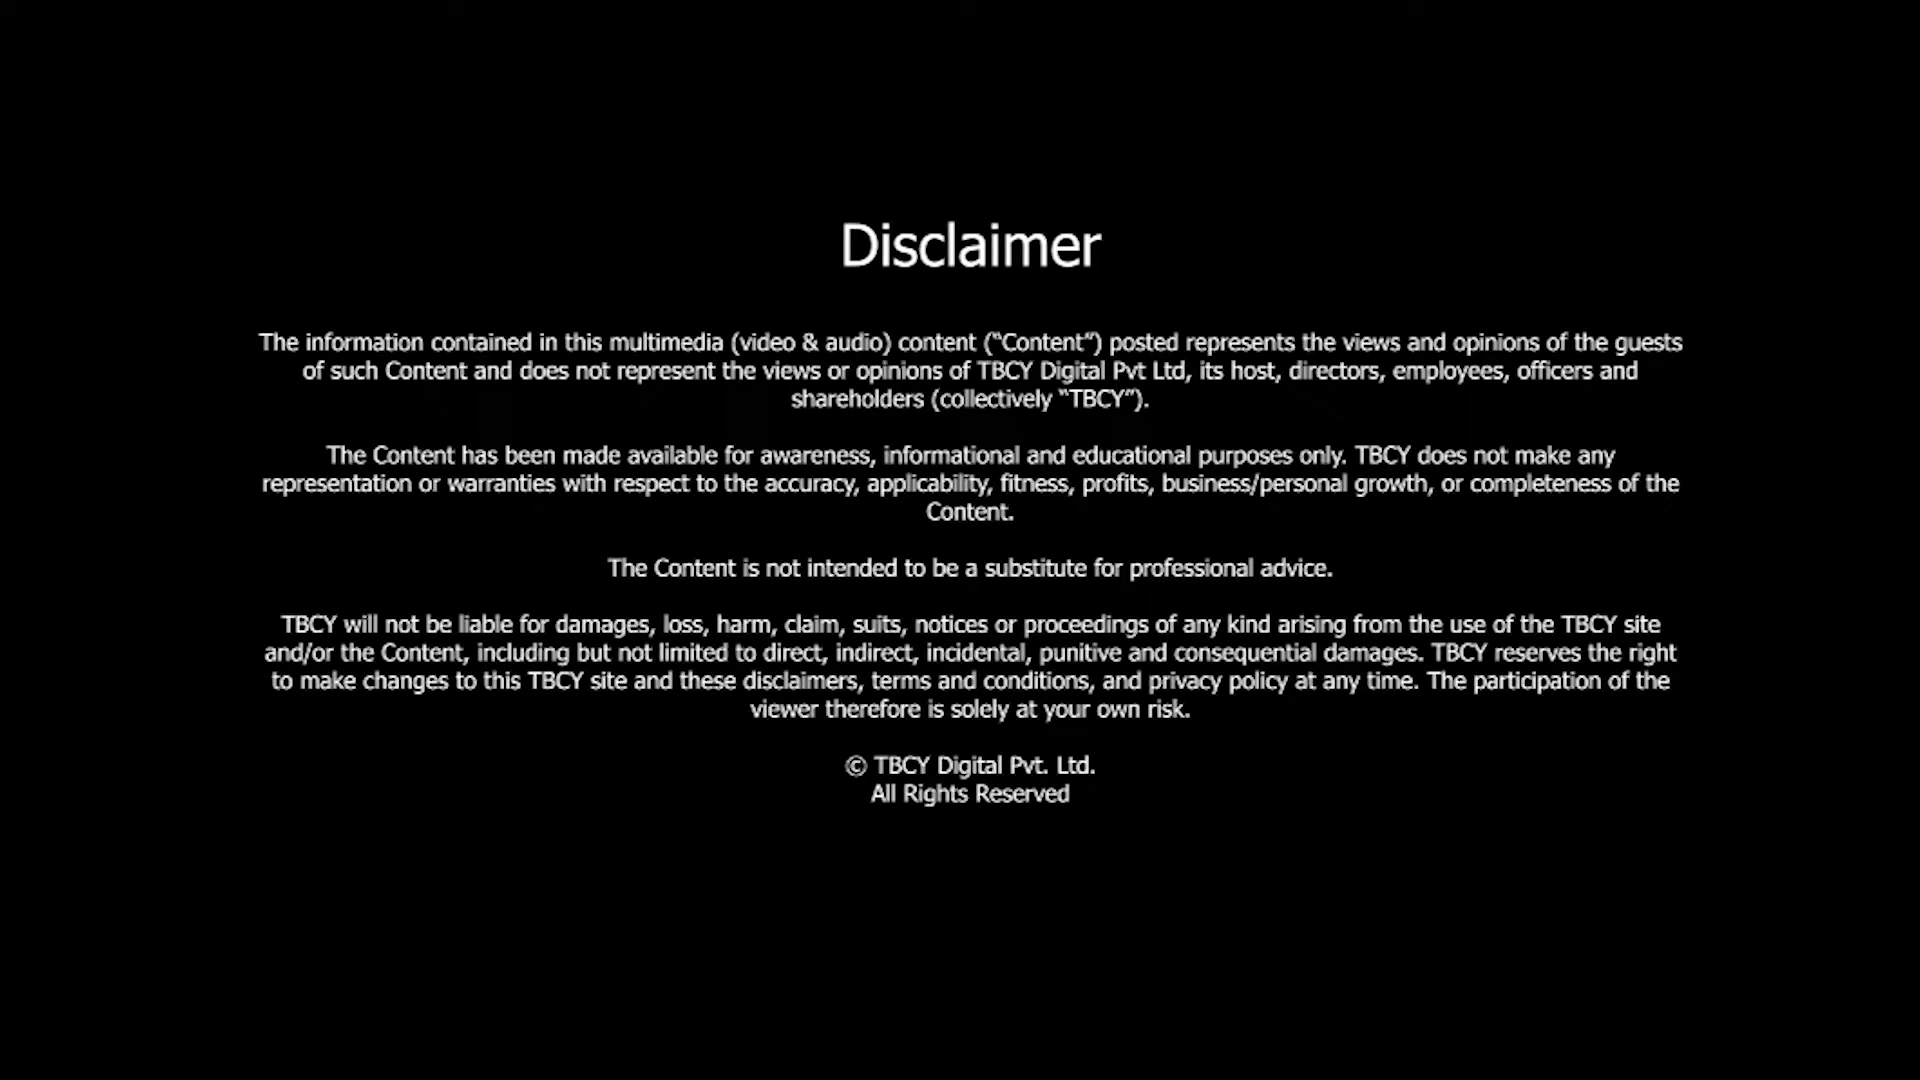 Disclaimer
The information contained in this multimedia (video & audio) content (“Content”) posted represents the views and opinions of the guests
of such Content and does not represent the views or opinions of TBCY Digital Pvt Ltd, its host, directors, employees, officers and
shareholders (collectively “TBCY”).
The Content has been made available for awareness, informational and educational purposes only. TBCY does not make any
representation or warranties with respect to the accuracy, applicability, fitness, profits, business/personal growth, or completeness of the
Content.
The Content is not intended to be a substitute for professional advice.
TBCY will not be liable for damages, loss, harm, claim, suits, notices or proceedings of any kind arising from the use of the TBCY site
and/or the Content, including but not limited to direct, indirect, incidental, punitive and consequential damages. TBCY reserves the right
to make changes to this TBCY site and these disclaimers, terms and conditions, and privacy policy at any time. The participation of the
viewer therefore is solely at your own risk.
© TBCY Digital Pvt. Ltd.
All Rights Reserved